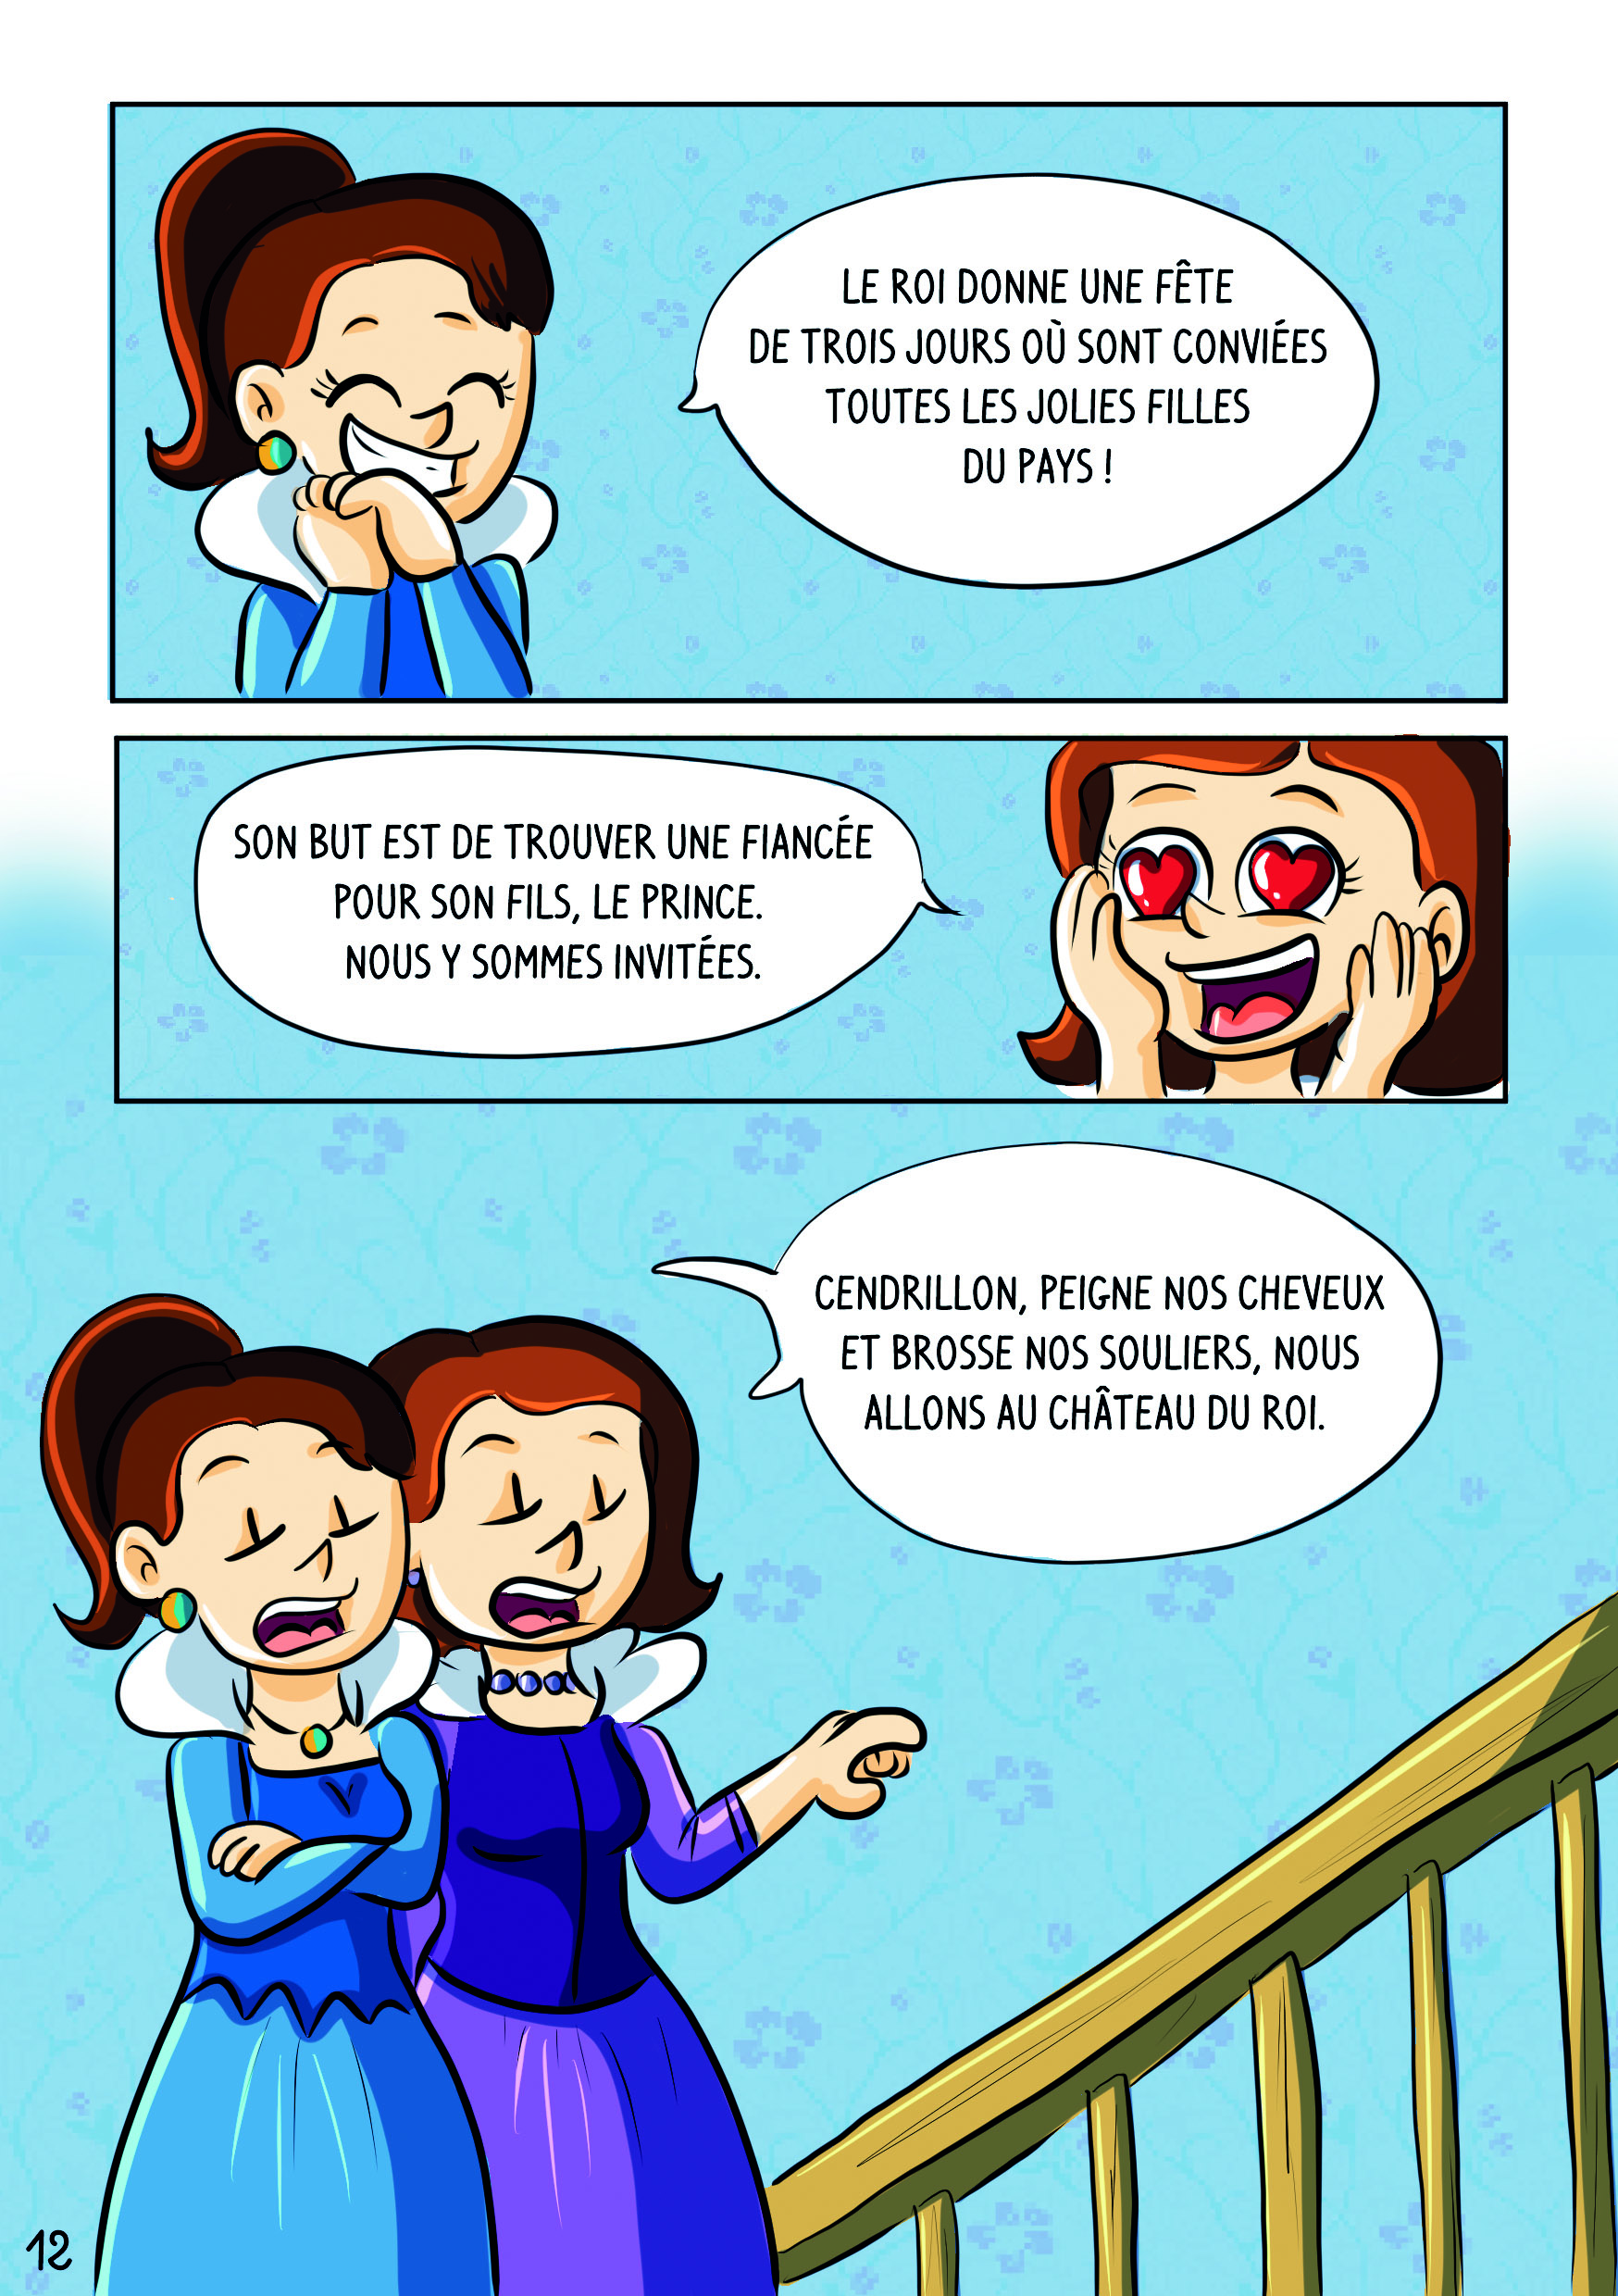 LE ROI DONNE UNE FÊTE
DE TROIS JOURS OÙ SONT CONVIÉES
TOUTES LES JOLIES FILLES
DU PAYS !
SON BUT EST DE TROUVER UNE FIANCÉE
POUR SON FILS, LE PRINCE.
NOUS Y SOMMES INVITÉES.
CENDRILLON, PEIGNE NOS CHEVEUX
ET BROSSE NOS SOULIERS, NOUS
ALLONS AU CHÂTEAU DU ROI.
12